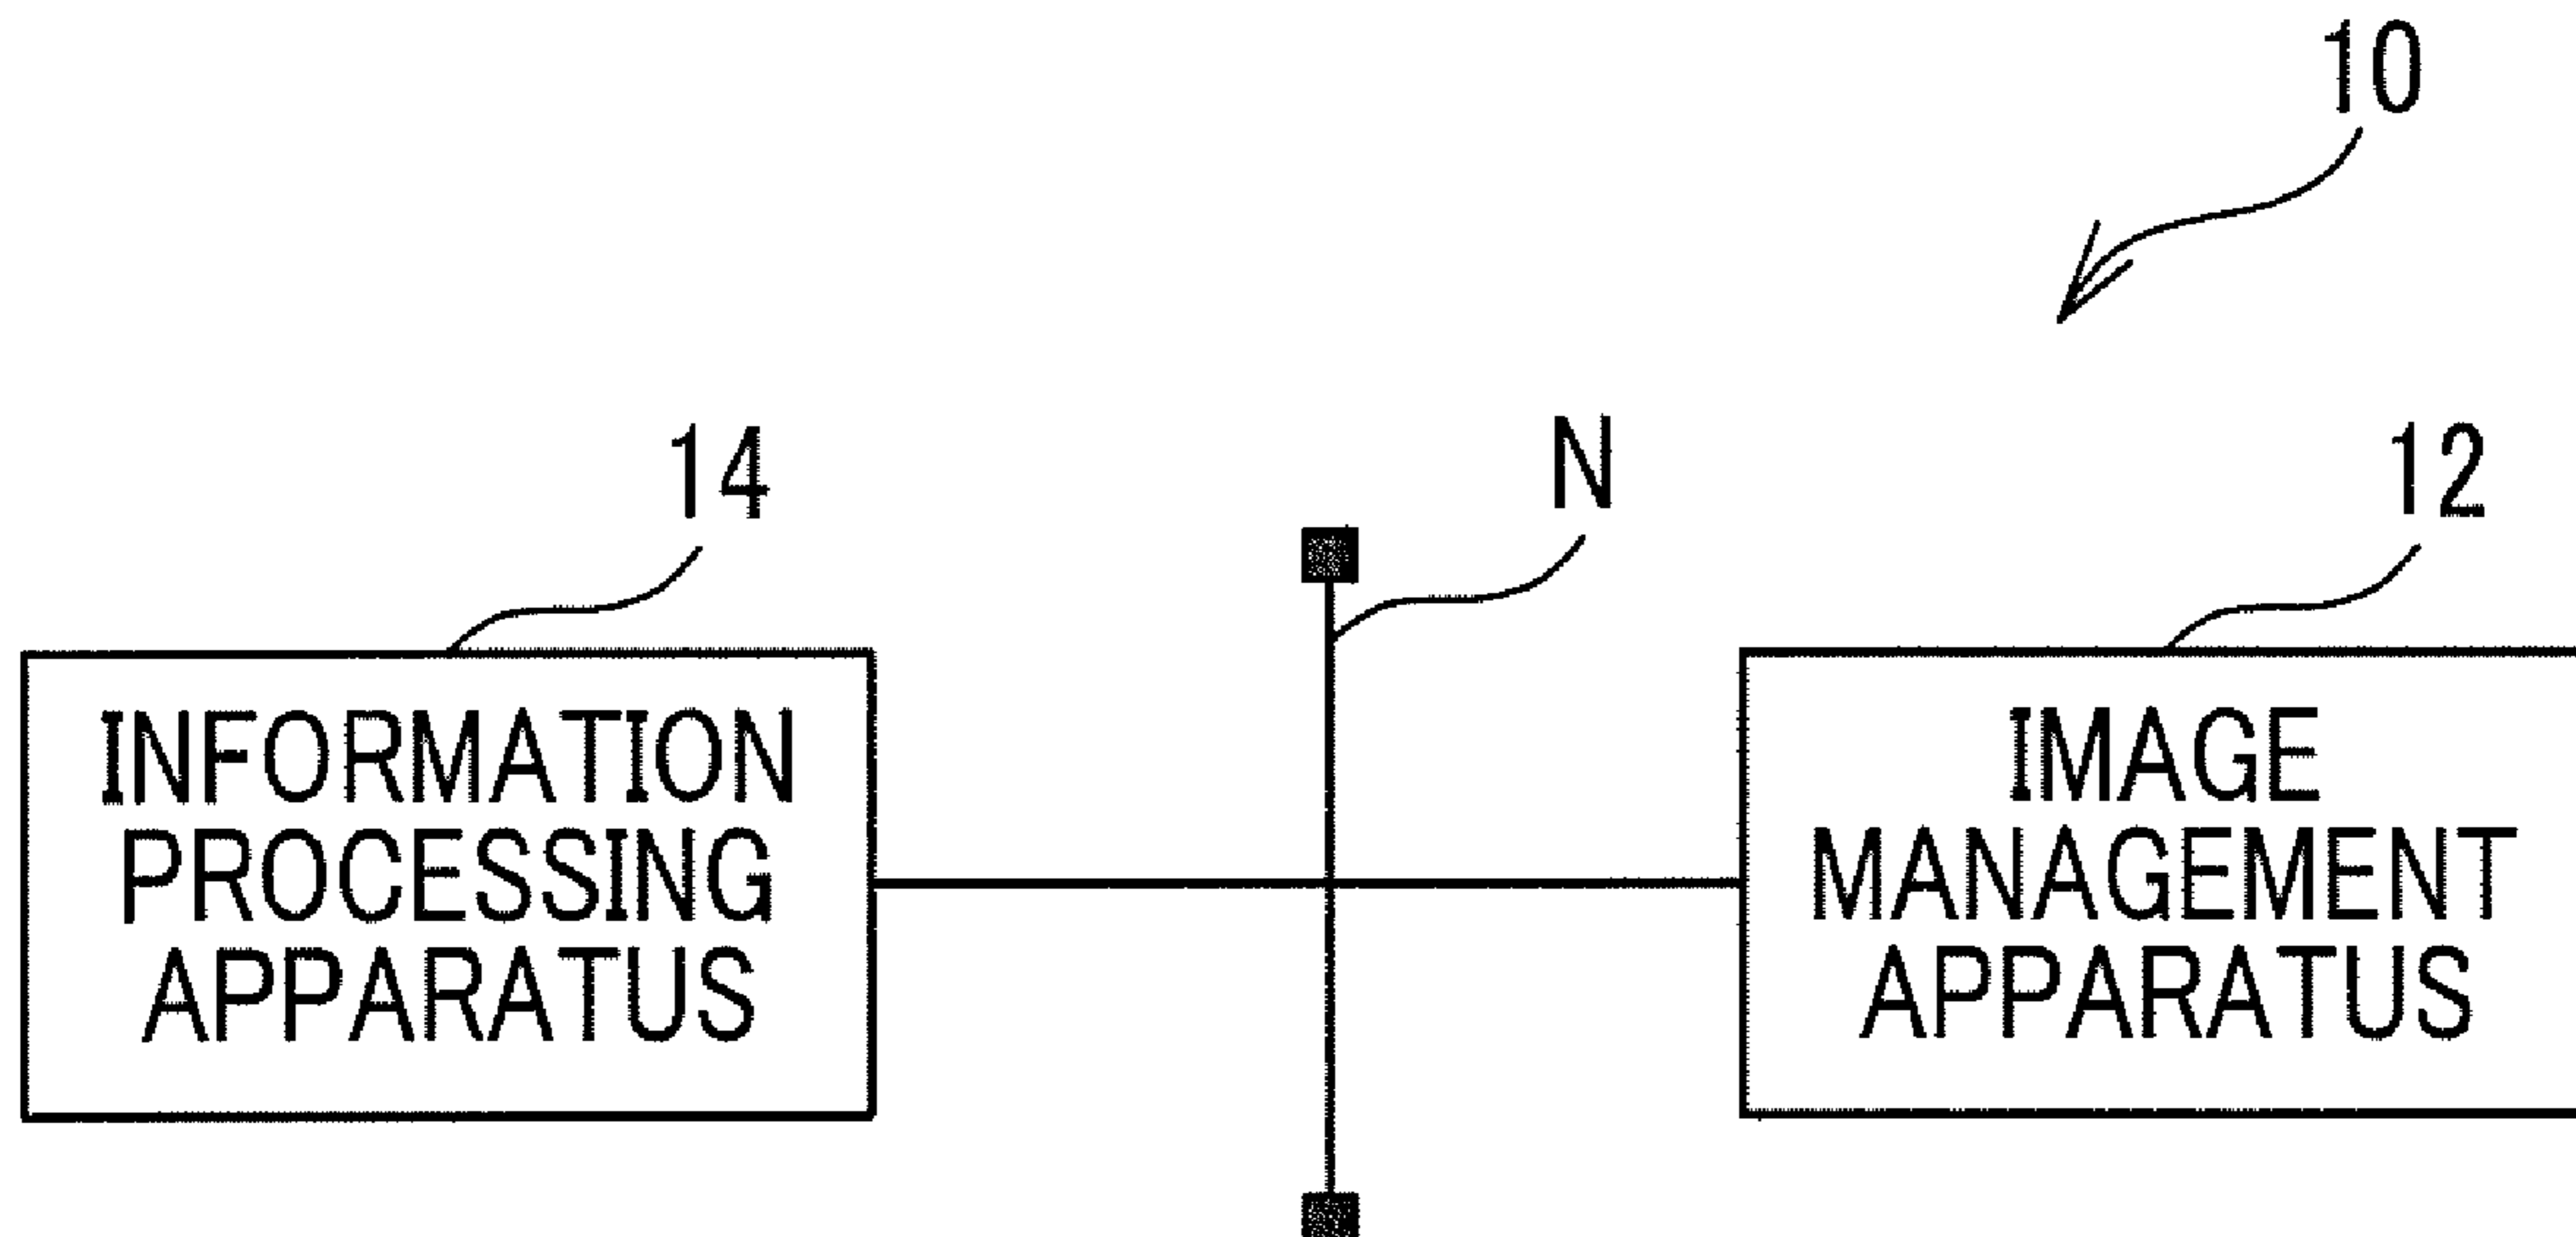 10
14
N
12
INFORMATION
PROCESSING
APPARATUS
IMAGE
MANAGEMENT
APPARATUS